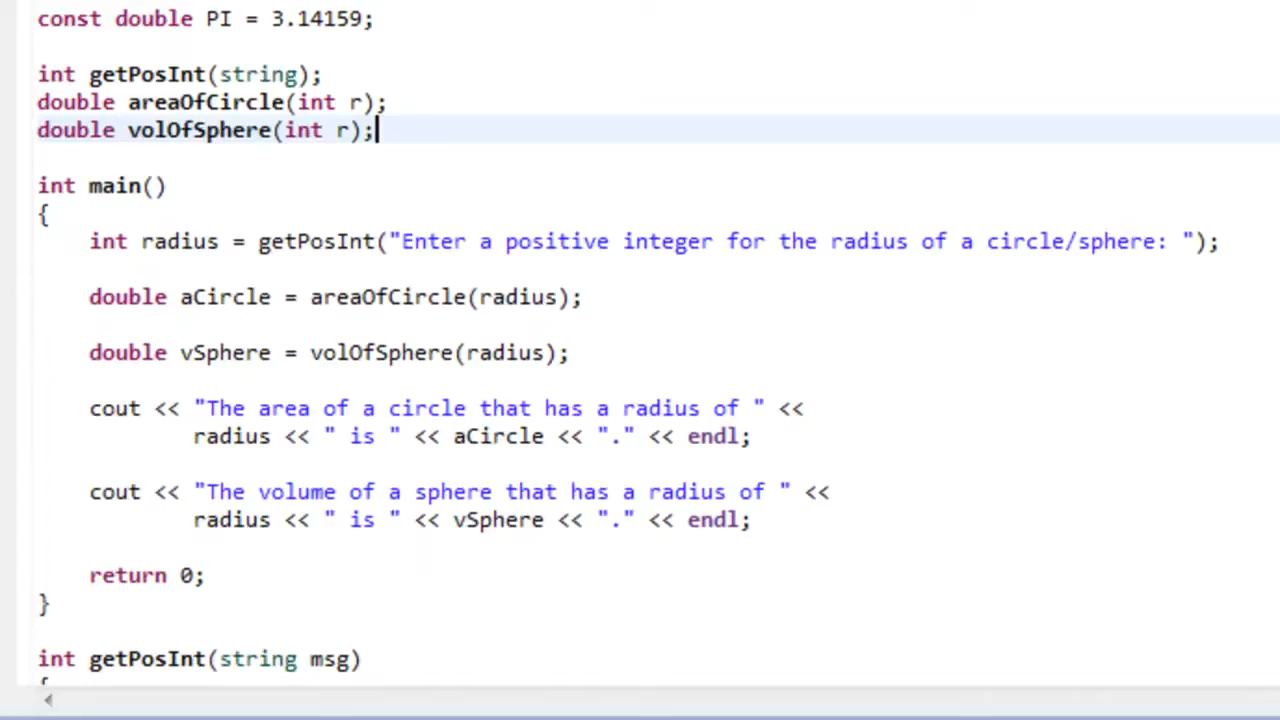 const double PI = 3.14159;
int getPosInt(string);
double areaOfCircle(int r);
double volOfSphere(int r);
int main()
{
int radius = getPosInt("Enter a positive integer for the radius of a circle/sphere: ");
double aCircle = areaOfCircle(radius);
double vSphere = volOfSphere(radius);
cout << "The area of a circle that has a radius of " <<
radius << " is " << aCircle << "." << endl;
cout << "The volume of a sphere that has a radius of " <<
radius << " is " << vSphere << "." << endl;
return 0;
}
int getPosInt(string msg)
{